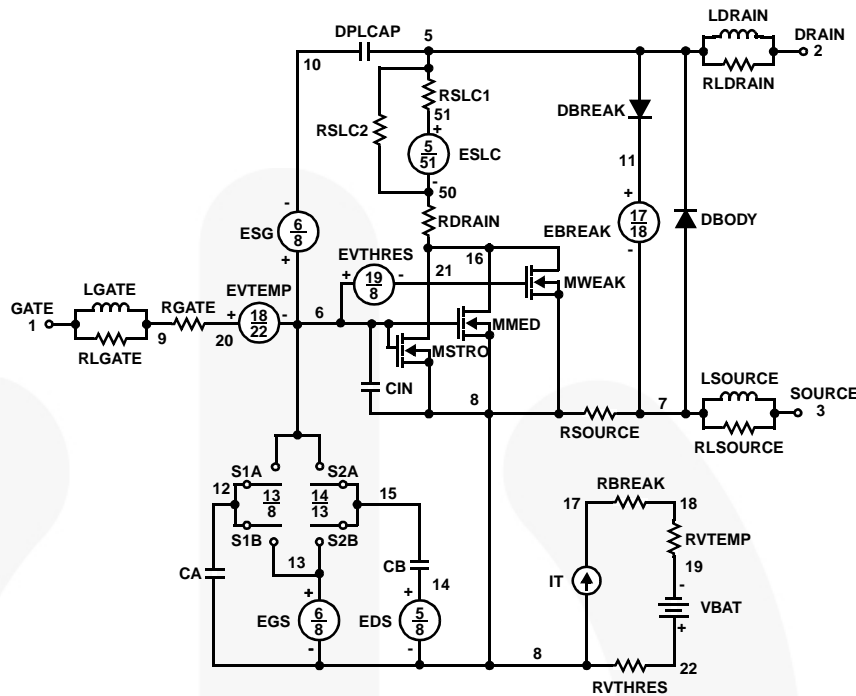 LDRAIN
DPLCAP 5 DRAIN
10 2
RLDRAIN
RSLC1
DBREAK
51
RSLC2
+
5
51
ESLC
11
-
50
-
+
RDRAIN
17
18
6
8
ESG
DBODY
EBREAK
EVTHRES
+
16
-
+ 19
8 - 21
MWEAK
LGATE
EVTEMP
GATE RGATE
+ 18
22 - 6
MMED
1
9 20
MSTRO
RLGATE
LSOURCE
CIN
8 7 SOURCE
3
RSOURCE
RLSOURCE
S1A S2A
12
13
8
14
13
15
RBREAK
17 18
S1B S2B
RVTEMP
13
CB
CA
19
IT
14
-
+ +
VBAT
EGS 6
8
EDS 5
8
+
- -
8
22
RVTHRES